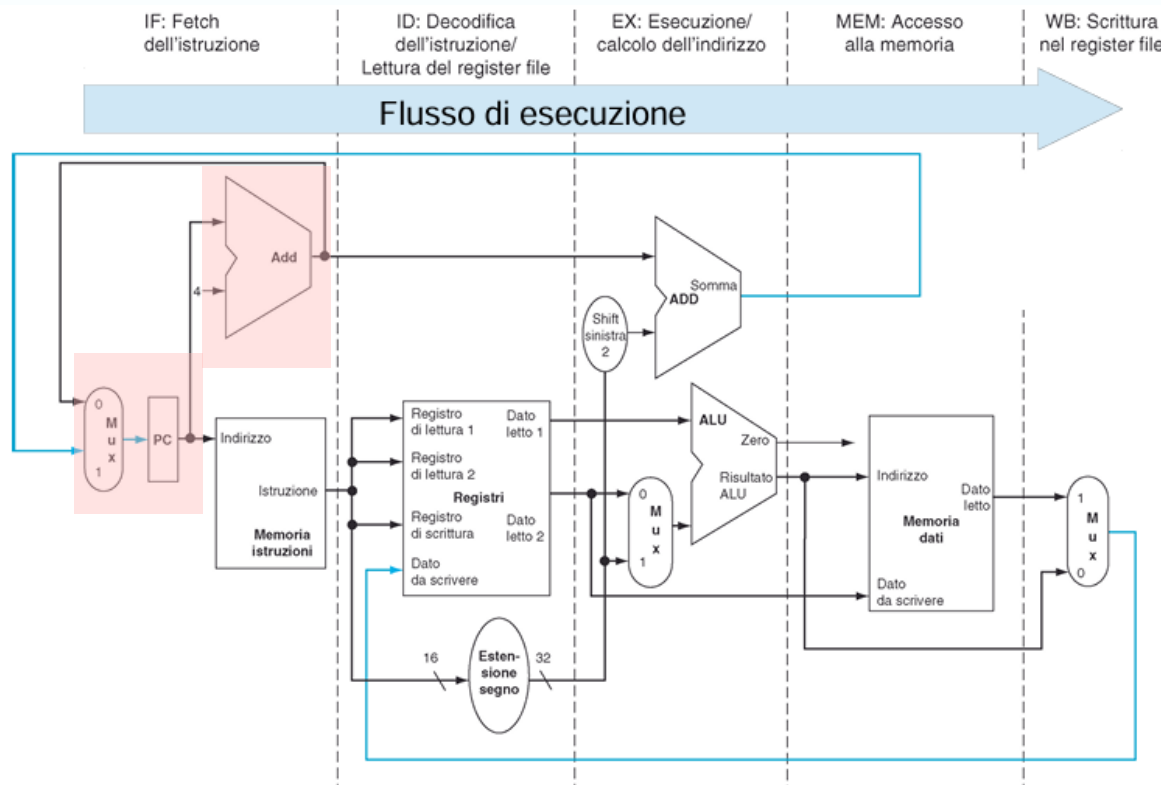 IF: Fetch
dell'istruzione
ID: Decodifica
dell'istruzione/
Lettura del register file
EX: Esecuzione/
calcolo dell'indirizzo
MEM: Accesso
alla memoria
WB: Scrittura
nel register file
Flusso di esecuzione
Add
4
ADD
Somma
Shift
sinistra
2
0
M
u
x
1
PC
Indirizzo
Istruzione
Memoria
istruzioni
Registro
di lettura 1
Registro
di lettura 2
Registro
di scrittura
Dato
da scrivere
Registri
Dato
letto 1
Dato
letto 2
16
Esten-
sione
segno
32
0
M
u
x
1
ALU
Zero
Risultato
ALU
Indirizzo
Dato
letto
Memoria
dati
Dato
da scrivere
1
M
u
x
0